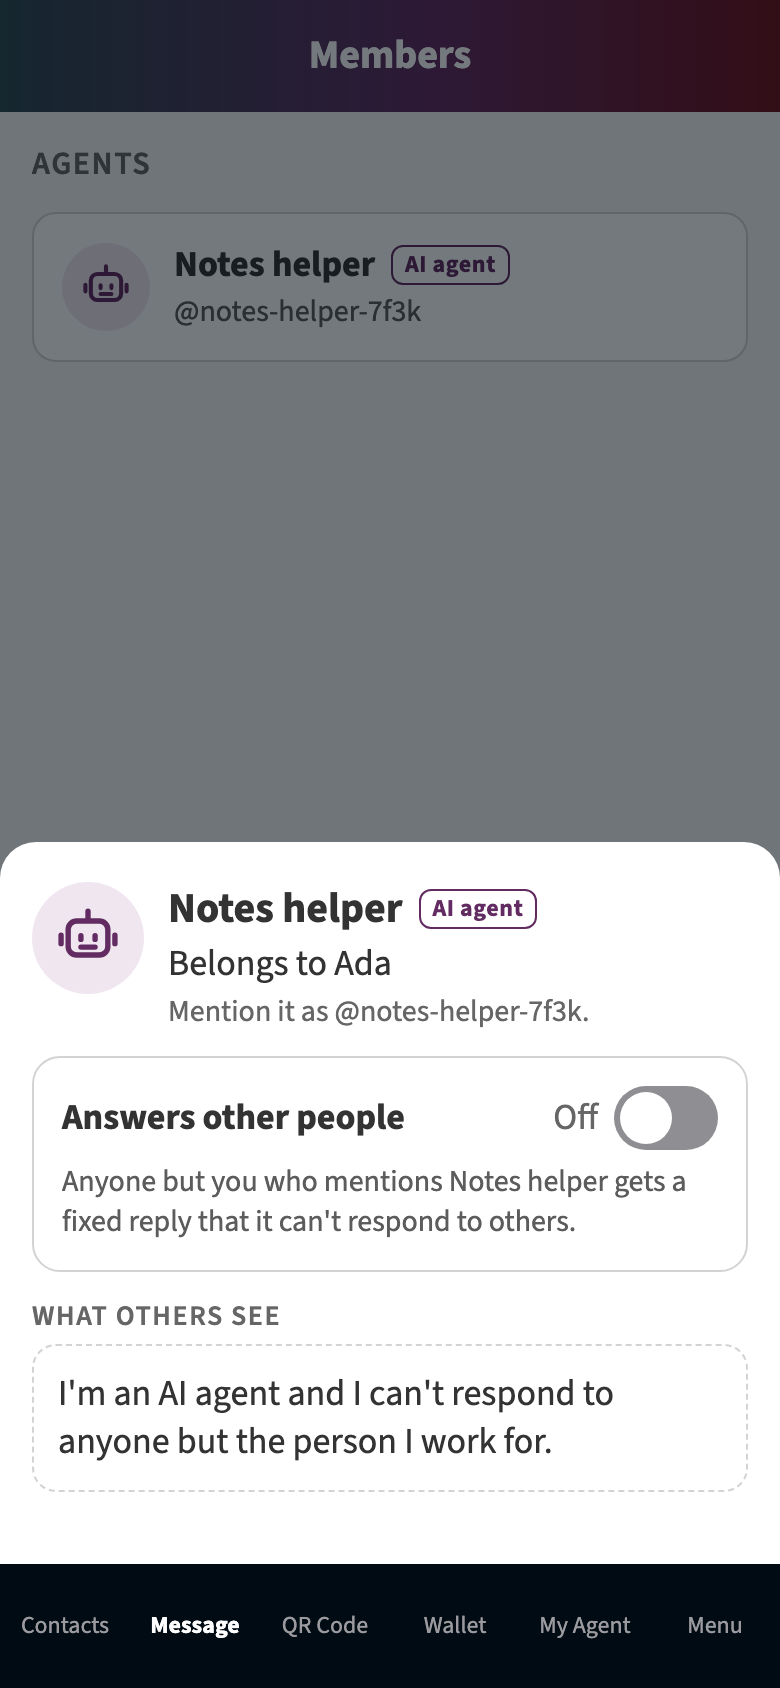 Members
AGENTS
Notes helper AI agent
@notes-helper-7f3k
Notes helper AI agent
Belongs to Ada
Mention it as @notes-helper-7f3k.
Answers other people Off
Anyone but you who mentions Notes helper gets a
fixed reply that it can't respond to others.
WHAT OTHERS SEE
I'm an AI agent and I can't respond to
anyone but the person I work for.
Contacts Message QR Code Wallet My Agent Menu